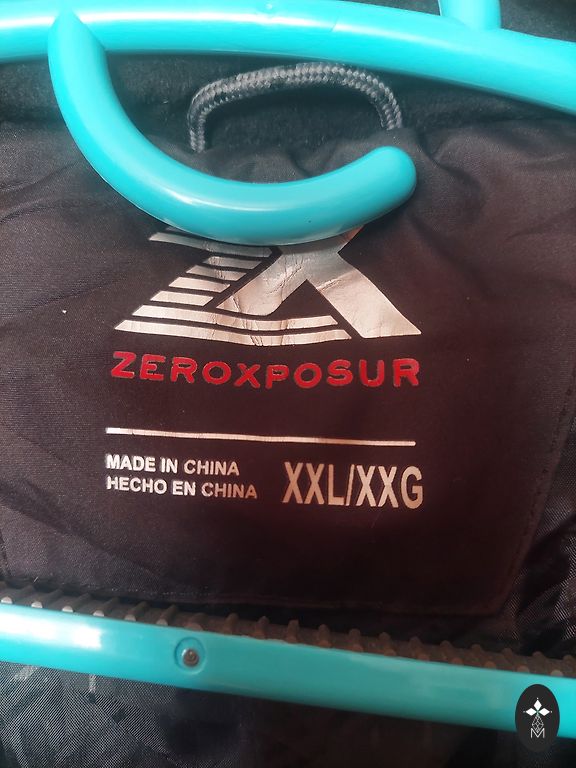 ZEROXPOSUR
MADE IN CHINA
HECHO EN CHINA
XXL/XXG